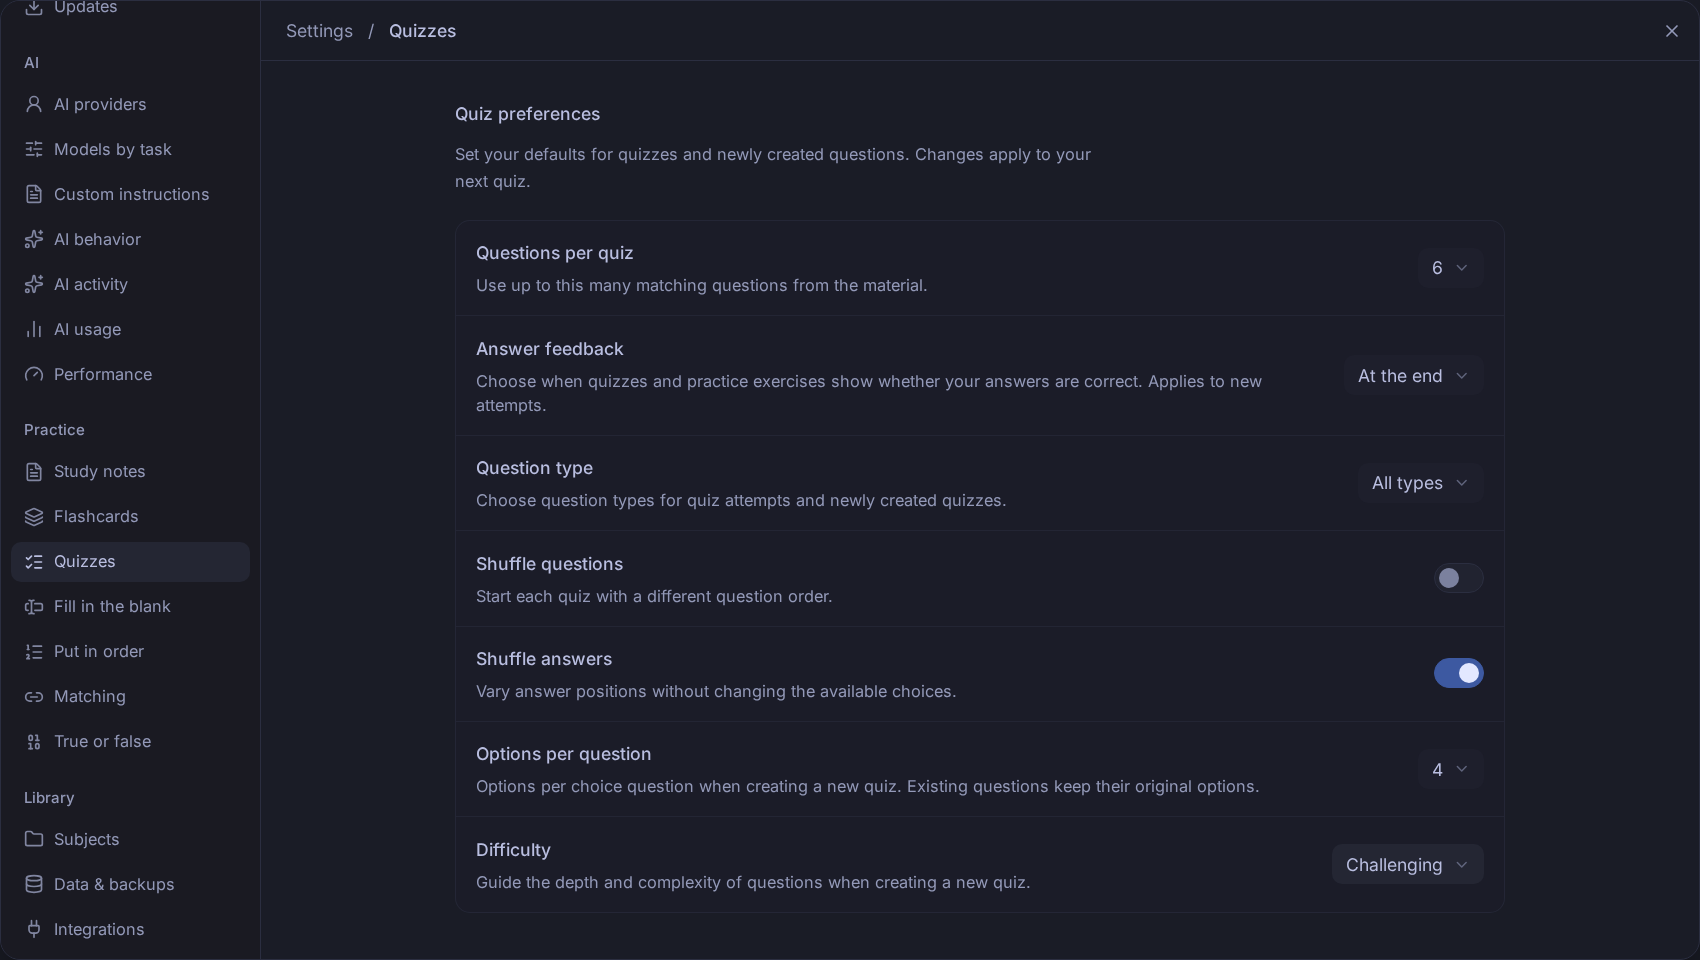 Updates
AI
AI providers
Models by task
Custom instructions
AI behavior
AI activity
AI usage
Performance
Practice
Study notes
Flashcards
Quizzes
Fill in the blank
Put in order
Matching
True or false
Library
Subjects
Data & backups
Integrations
Settings / Quizzes
Quiz preferences
Set your defaults for quizzes and newly created questions. Changes apply to your
next quiz.
Questions per quiz
Use up to this many matching questions from the material.
6
Answer feedback
Choose when quizzes and practice exercises show whether your answers are correct. Applies to new
attempts.
At the end
Question type
Choose question types for quiz attempts and newly created quizzes.
All types
Shuffle questions
Start each quiz with a different question order.
Shuffle answers
Vary answer positions without changing the available choices.
Options per question
Options per choice question when creating a new quiz. Existing questions keep their original options.
4
Difficulty
Guide the depth and complexity of questions when creating a new quiz.
Challenging